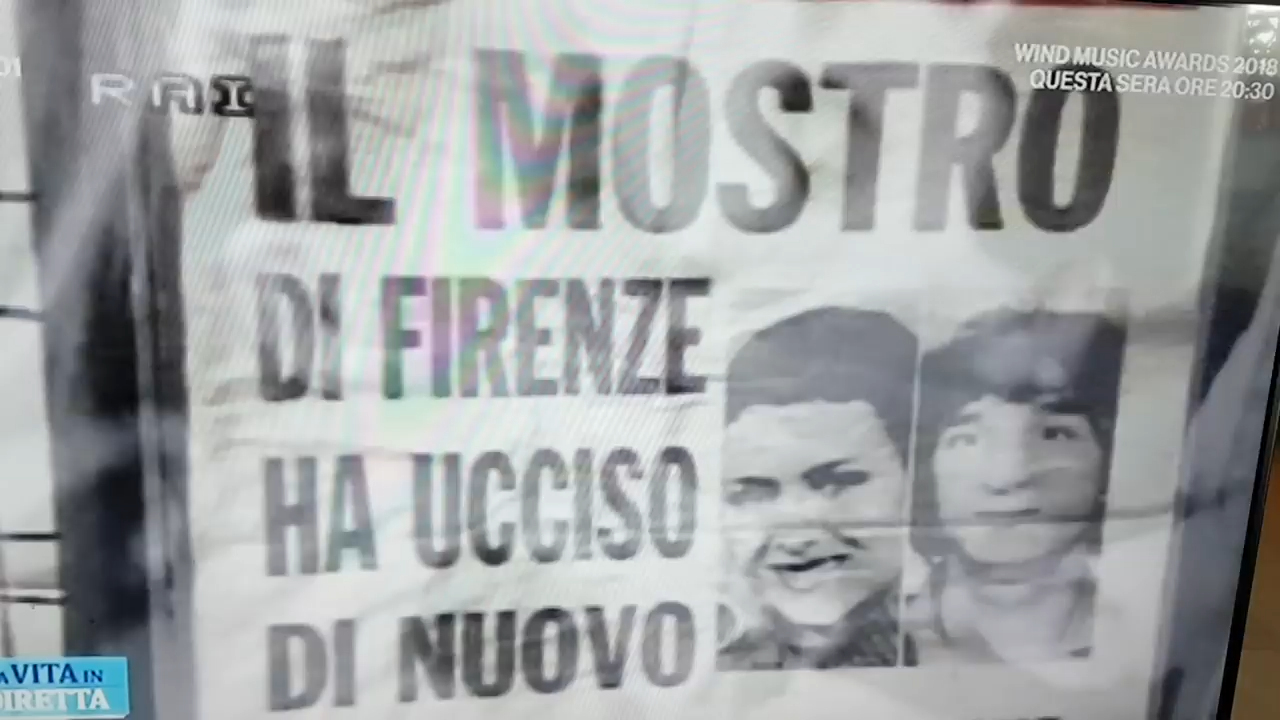 01
RAI
WIND MUSIC AWARDS 2018
QUESTA SERA ORE 20:30
IL MOSTRO
DI FIRENZE
HA UCCISO
DI NUOVO
A VITA IN
DIRETTA